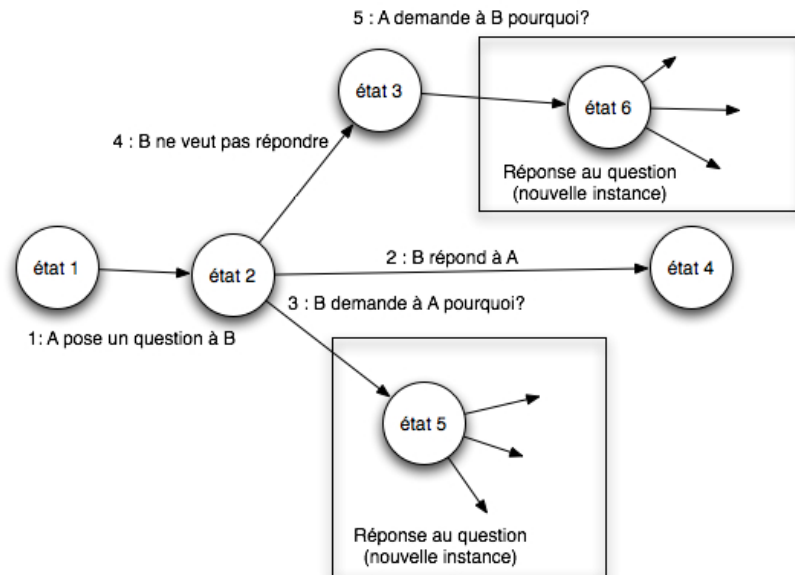 5 : A demande à B pourquoi?
état 3
état 6
4 : B ne veut pas répondre
Réponse au question
(nouvelle instance)
état 1
état 2
2 : B répond à A
état 4
3 : B demande à A pourquoi?
1: A pose un question à B
état 5
Réponse au question
(nouvelle instance)